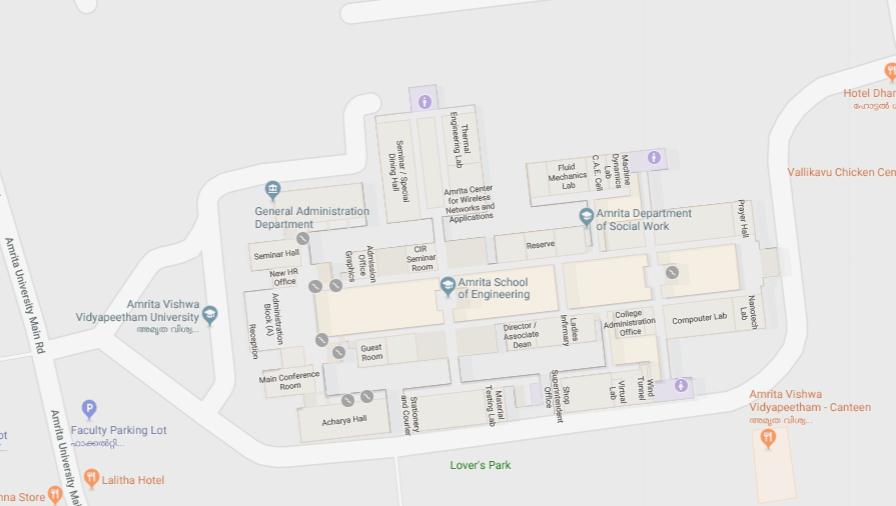 Hotel Dhar
ഹോട്ടൽ
Thermal
Engineering Lab
Seminar / Special
Dining Hall
Fluid
Mechanics
Lab
C.A.E. Cell
Machine
Dynamics
Lab
Vallikavu Chicken Cen
Amrita Center
for Wireless
Networks and
Applications
General Administration
Department
Amrita Department
of Social Work
Prayer Hall
Amrita University Main Rd
Seminar Hall
Admission
Office
Graphics
CIR
Seminar
Room
Reserve
New HR
Office
Amrita School
of Engineering
Amrita Vishwa
Vidyapeetham University
അമൃത വിശ്വ...
Administration
Block (A)
Reception
Director /
Associate
Dean
Ladies
Infirmary
College
Administration
Office
Compouter Lab
Nanotech
Lab
Guest
Room
Main Conference
Room
Wind
Tunnel
Virtual
Lab
Shop
Superintendent
Office
Material
Testing Lab
Stationery
and Courier
Acharya Hall
Amrita Vishwa
Vidyapeetham - Canteen
അമൃത വിശ്വ...
P
Faculty Parking Lot
ഫാക്കൽറ്റി...
ot
Amrita University Mai
Lover's Park
Lalitha Hotel
nna Store